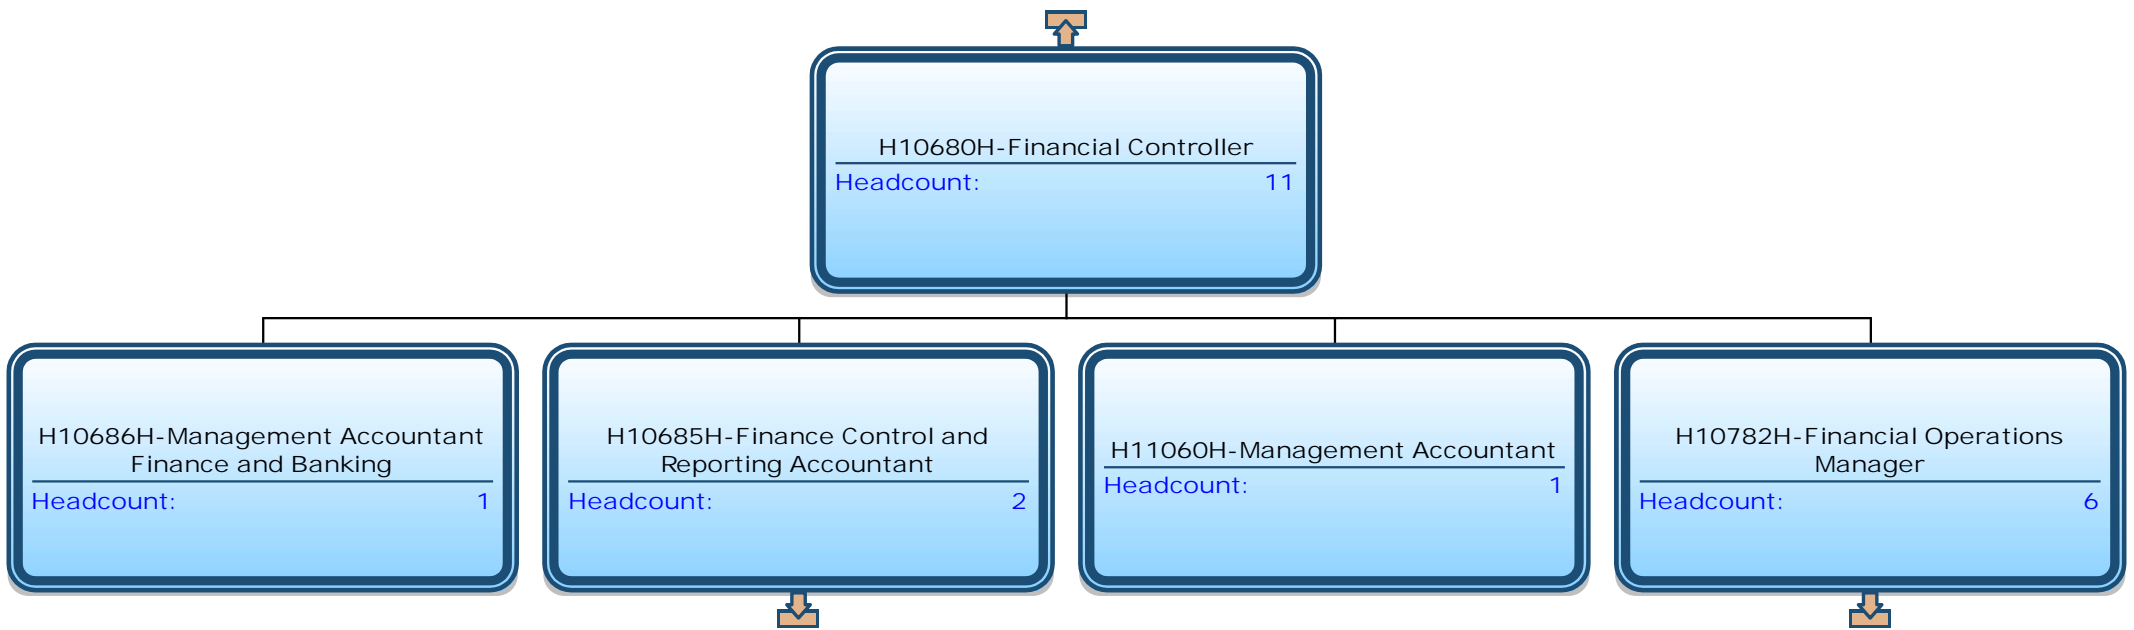 H10680H-Financial Controller
Headcount: 11
H10686H-Management Accountant
Finance and Banking
Headcount: 1
H10685H-Finance Control and
Reporting Accountant
Headcount: 2
H11060H-Management Accountant
Headcount: 1
H10782H-Financial Operations
Manager
Headcount: 6